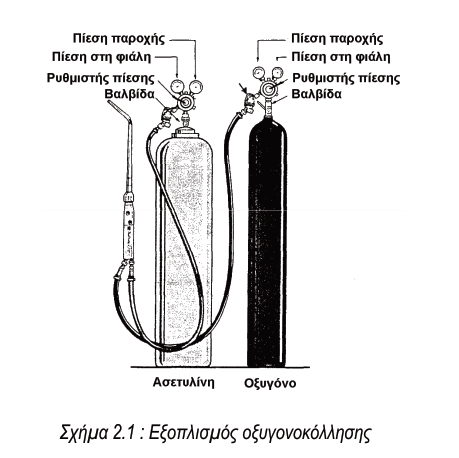 Πίεση παροχής
Πίεση στη φιάλη
Ρυθμιστής πίεσης
Βαλβίδα
Πίεση παροχής
Πίεση στη φιάλη
Ρυθμιστής πίεσης
Βαλβίδα
Ασετυλίνη
Οξυγόνο
Σχήμα 2.1 : Εξοπλισμός οξυγονοκόλλησης